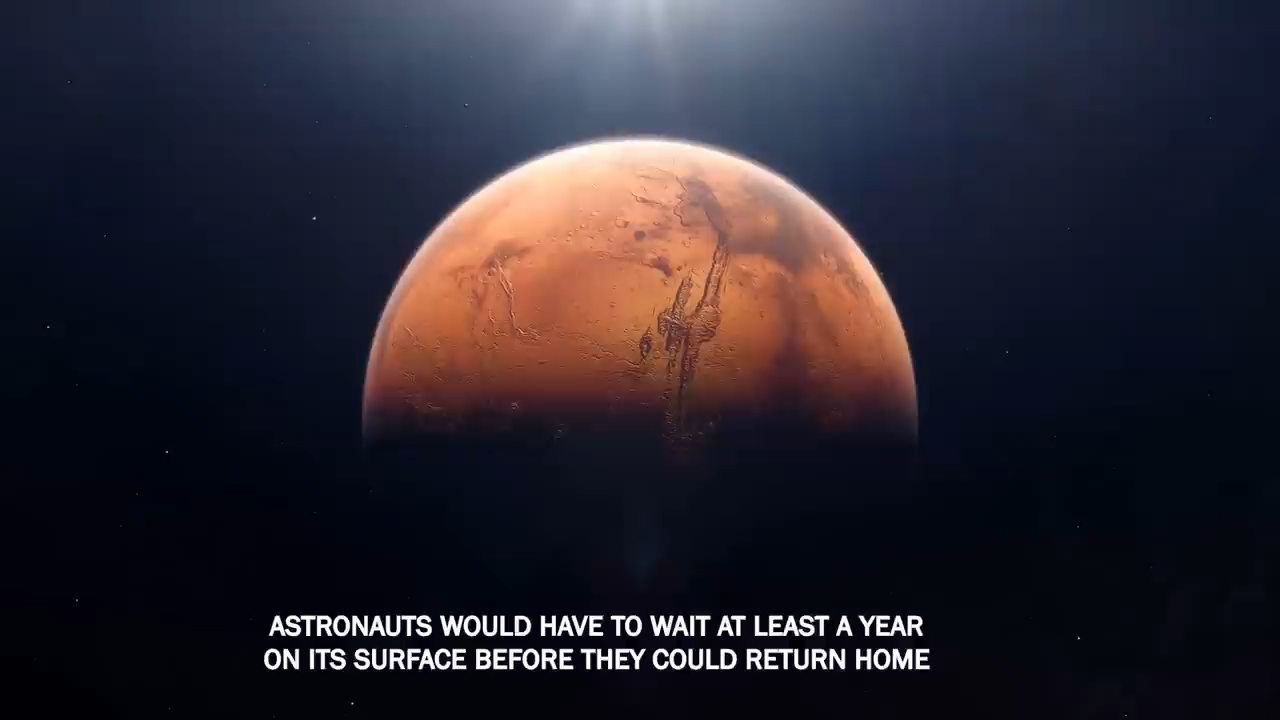 ASTRONAUTS WOULD HAVE TO WAIT AT LEAST A YEAR
ON ITS SURFACE BEFORE THEY COULD RETURN HOME